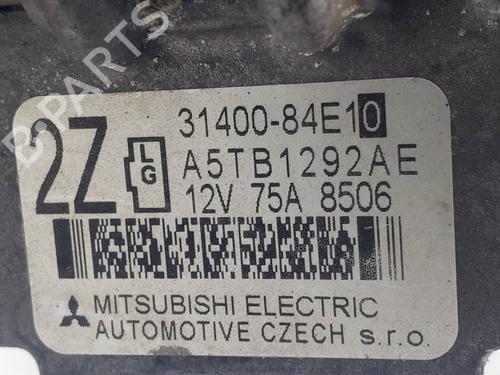 2Z
L
G
31400-84E10
A5TB1292AE
12V 75A 8506
MITSUBISHI ELECTRIC
AUTOMOTIVE CZECH s.r.o.
B-PARTS